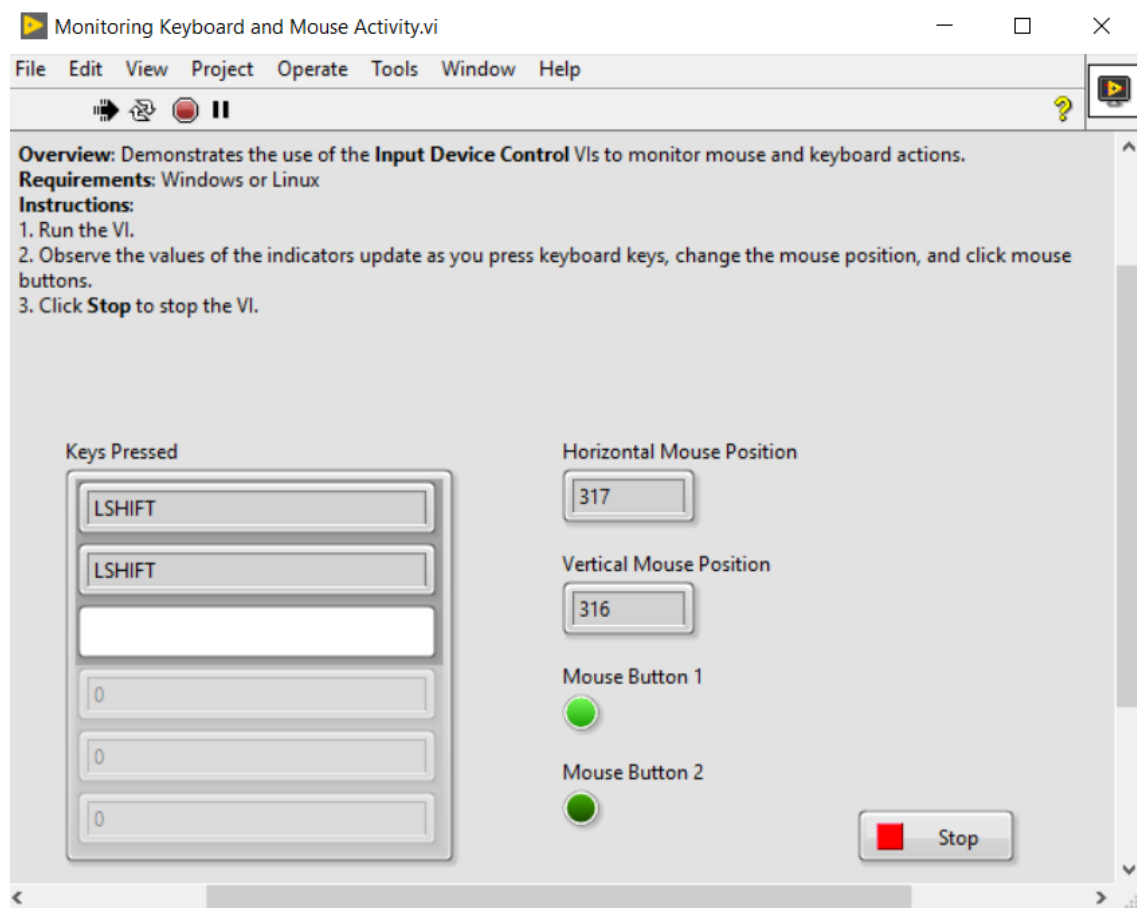 Monitoring Keyboard and Mouse Activity.vi
File Edit View Project Operate Tools Window Help
Overview: Demonstrates the use of the Input Device Control VIs to monitor mouse and keyboard actions.
Requirements: Windows or Linux
Instructions:
1. Run the VI.
2. Observe the values of the indicators update as you press keyboard keys, change the mouse position, and click mouse
buttons.
3. Click Stop to stop the VI.
Keys Pressed
LSHIFT
LSHIFT
0
0
0
Horizontal Mouse Position
317
Vertical Mouse Position
316
Mouse Button 1
Mouse Button 2
Stop